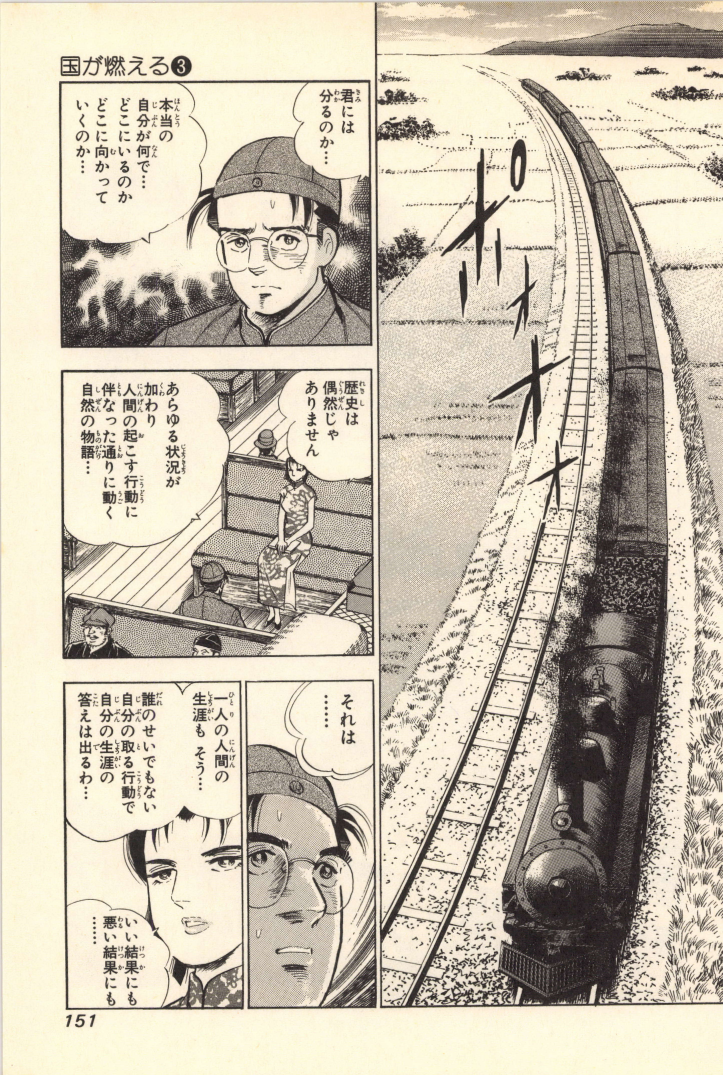 国が燃える❸
オオオオオ
君には
分るのか…
本当の
自分が何で…
どこにいるのか
どこに向かって
いくのか…
歴史は
偶然じゃ
ありません
あらゆる状況が
加わり
人間の起こす行動に
伴なった通りに動く
自然の物語…
それは
……
一人の人間の
生涯も そう…
誰のせいでもない
自分の取る行動で
自分の生涯の
答えは出るわ…
いい結果にも
悪い結果にも
……
151